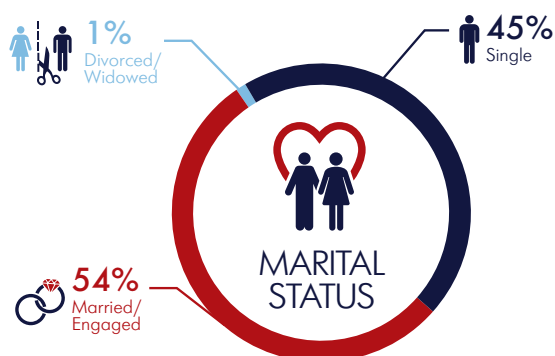 1%
Divorced/
Widowed
45%
Single
MARITAL
STATUS
54%
Married/
Engaged